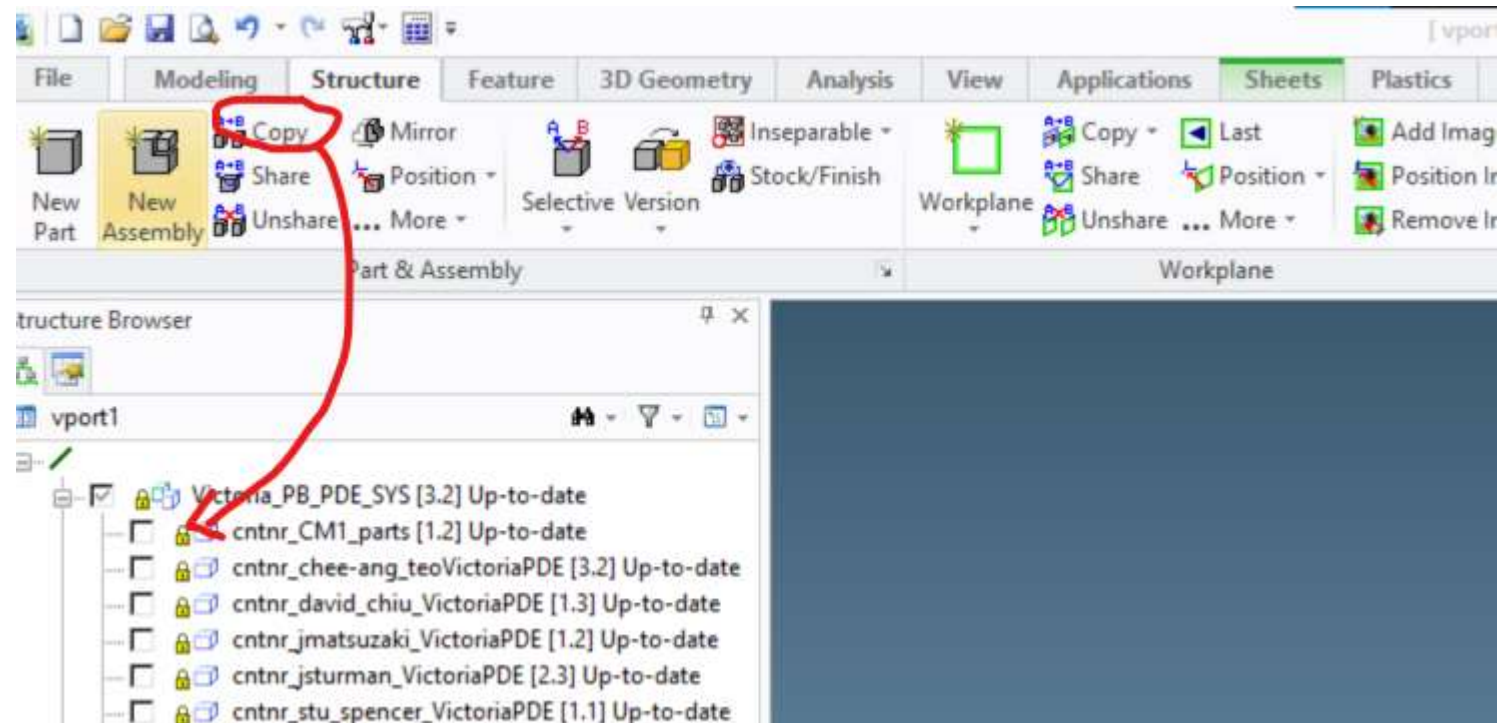 [ vport
File Modeling Structure Feature 3D Geometry Analysis View Applications Sheets Plastics
A→B Copy Mirror A B Inseparable A→B Copy Last Add Imag
New Part New Assembly A→B Share Position Selective Version Stock/Finish Workplane A→B Share Position Position In
A×B Unshare ... More A×B Unshare ... More Remove Ir
Part & Assembly Workplane
tructure Browser
vport1
Victoria_PB_PDE_SYS [3.2] Up-to-date
cntnr_CM1_parts [1.2] Up-to-date
cntnr_chee-ang_teoVictoriaPDE [3.2] Up-to-date
cntnr_david_chiu_VictoriaPDE [1.3] Up-to-date
cntnr_jmatsuzaki_VictoriaPDE [1.2] Up-to-date
cntnr_jsturman_VictoriaPDE [2.3] Up-to-date
cntnr_stu_spencer_VictoriaPDE [1.1] Up-to-date